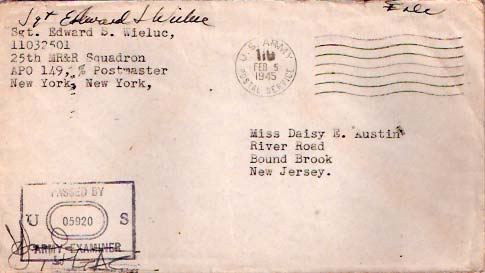 Sgt Edward S Wieluc
Free
Sgt. Edward S. Wieluc,
11032501
25th MR&R Squadron
APO 149, % Postmaster
New York, New York,
U.S. ARMY
FEB 5
1945
POSTAL SERVICE
Miss Daisy E. Austin
River Road
Bound Brook
New Jersey.
PASSED BY
U 05920 S
ARMY EXAMINER